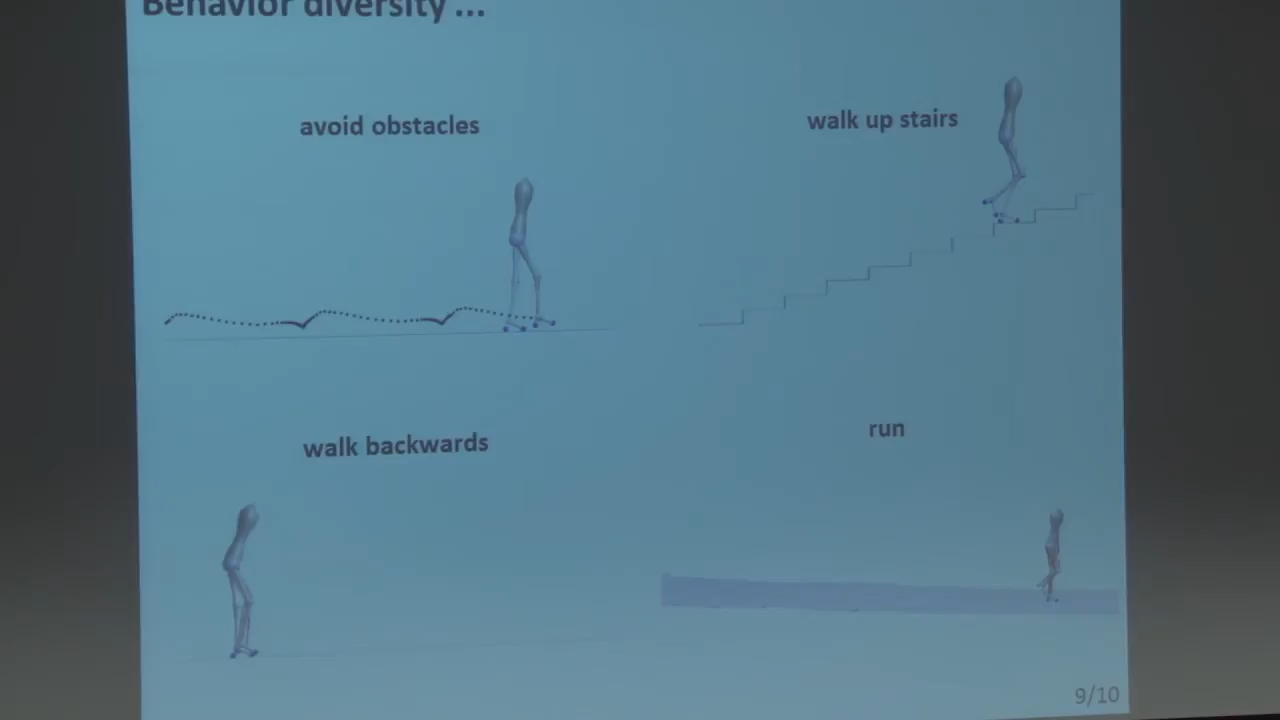 Behavior diversity ...
avoid obstacles
walk up stairs
walk backwards
run
9/10